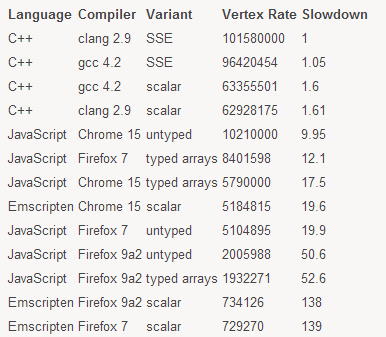 Language Compiler Variant Vertex Rate Slowdown
C++ clang 2.9 SSE 101580000 1
C++ gcc 4.2 SSE 96420454 1.05
C++ gcc 4.2 scalar 63355501 1.6
C++ clang 2.9 scalar 62928175 1.61
JavaScript Chrome 15 untyped 10210000 9.95
JavaScript Firefox 7 typed arrays 8401598 12.1
JavaScript Chrome 15 typed arrays 5790000 17.5
Emscripten Chrome 15 scalar 5184815 19.6
JavaScript Firefox 7 untyped 5104895 19.9
JavaScript Firefox 9a2 untyped 2005988 50.6
JavaScript Firefox 9a2 typed arrays 1932271 52.6
Emscripten Firefox 9a2 scalar 734126 138
Emscripten Firefox 7 scalar 729270 139